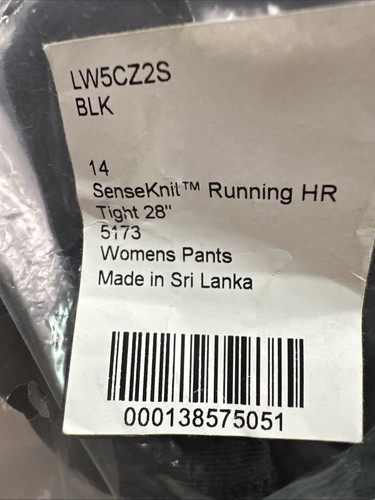 LW5CZ2S
BLK
14
SenseKnit™ Running HR
Tight 28"
5173
Womens Pants
Made in Sri Lanka
000138575051